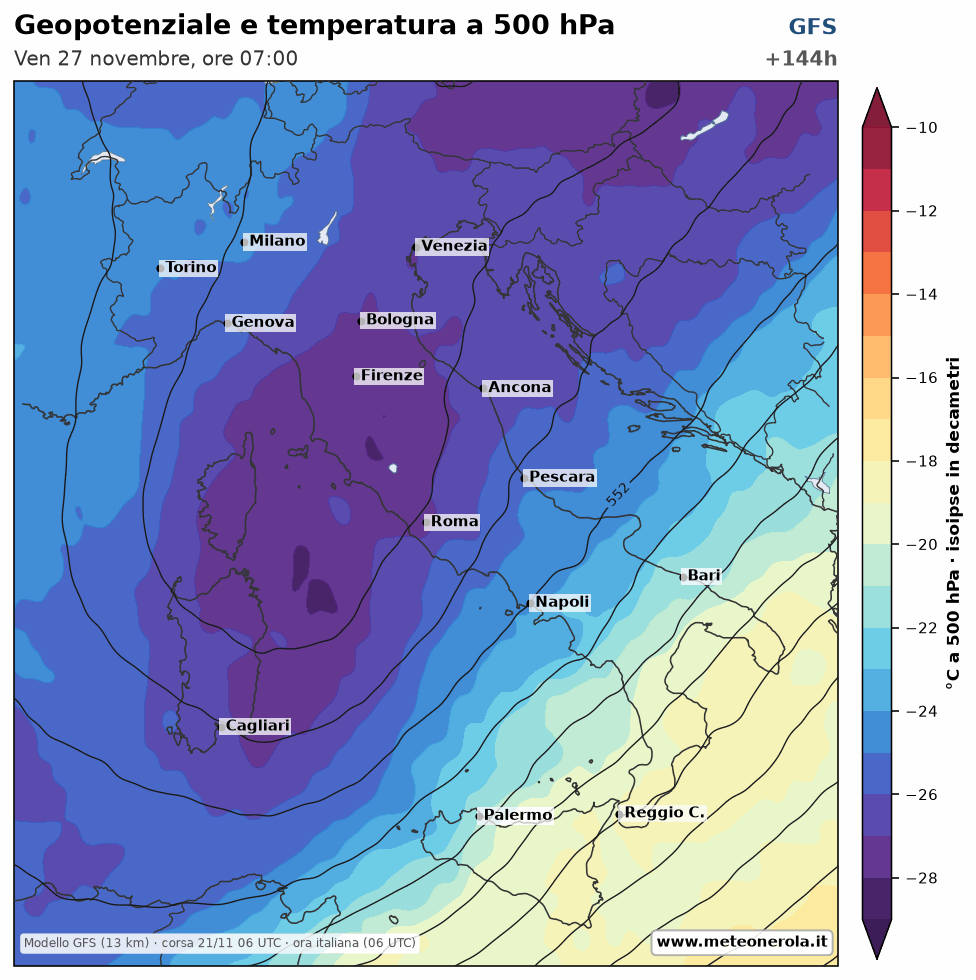 Geopotenziale e temperatura a 500 hPa
GFS
Ven 27 novembre, ore 07:00
+144h
Milano
Venezia
Torino
Genova
Bologna
Firenze
Ancona
Pescara
552
Roma
Bari
Napoli
Cagliari
Palermo
Reggio C.
Modello GFS (13 km) · corsa 21/11 06 UTC · ora italiana (06 UTC)
www.meteonerola.it
−10
−12
−14
−16
−18
−20
−22
−24
−26
−28
°C a 500 hPa · isoipse in decametri